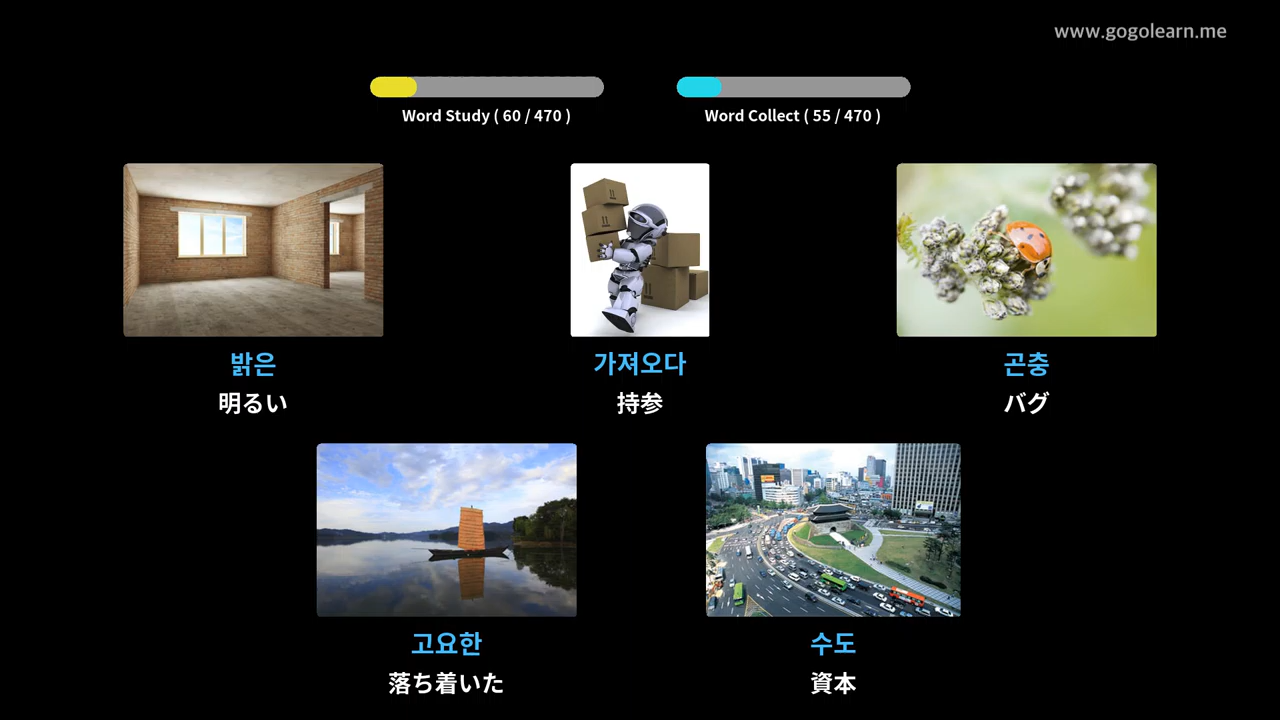 www.gogolearn.me
Word Study ( 60 / 470 )
Word Collect ( 55 / 470 )
밝은
明るい
가져오다
持参
곤충
バグ
고요한
落ち着いた
수도
資本